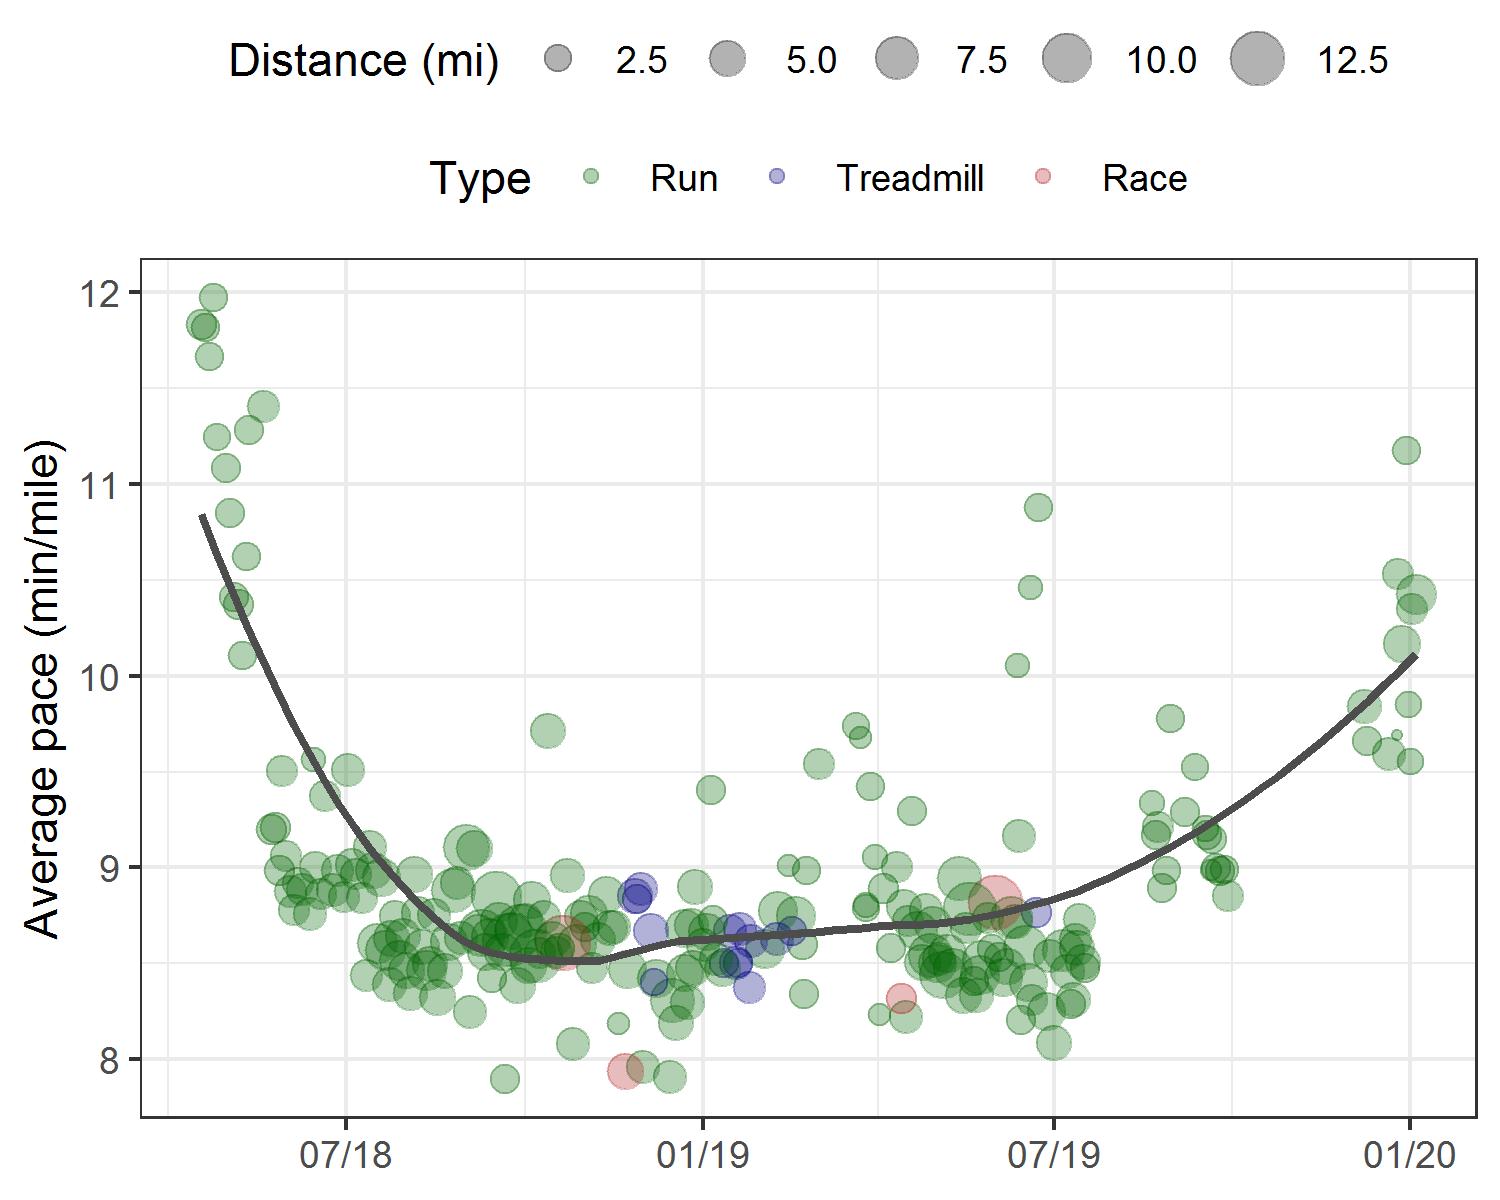 Distance (mi) 2.5 5.0 7.5 10.0 12.5
Type Run Treadmill Race
Average pace (min/mile)
12
11
10
9
8
07/18 01/19 07/19 01/20